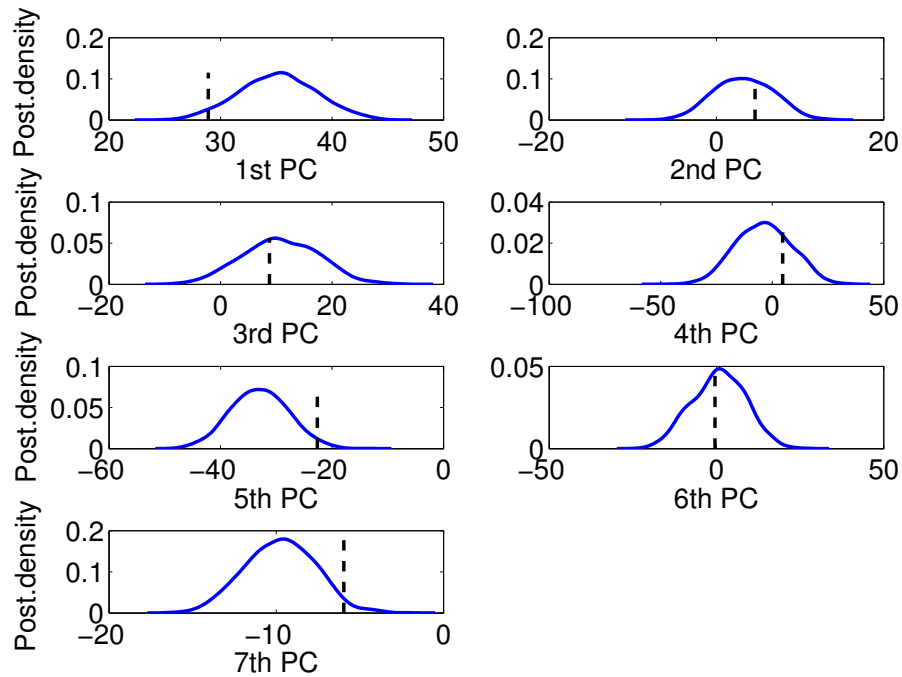 Post.density
0.2
0.1
0
20 30 40 50
1st PC
0.2
0.1
0
−20 0 20
2nd PC
Post.density
0.1
0.05
0
−20 0 20 40
3rd PC
0.04
0.02
0
−100 −50 0 50
4th PC
Post.density
0.1
0.05
0
−60 −40 −20 0
5th PC
0.05
0
−50 0 50
6th PC
Post.density
0.2
0.1
0
−20 −10 0
7th PC